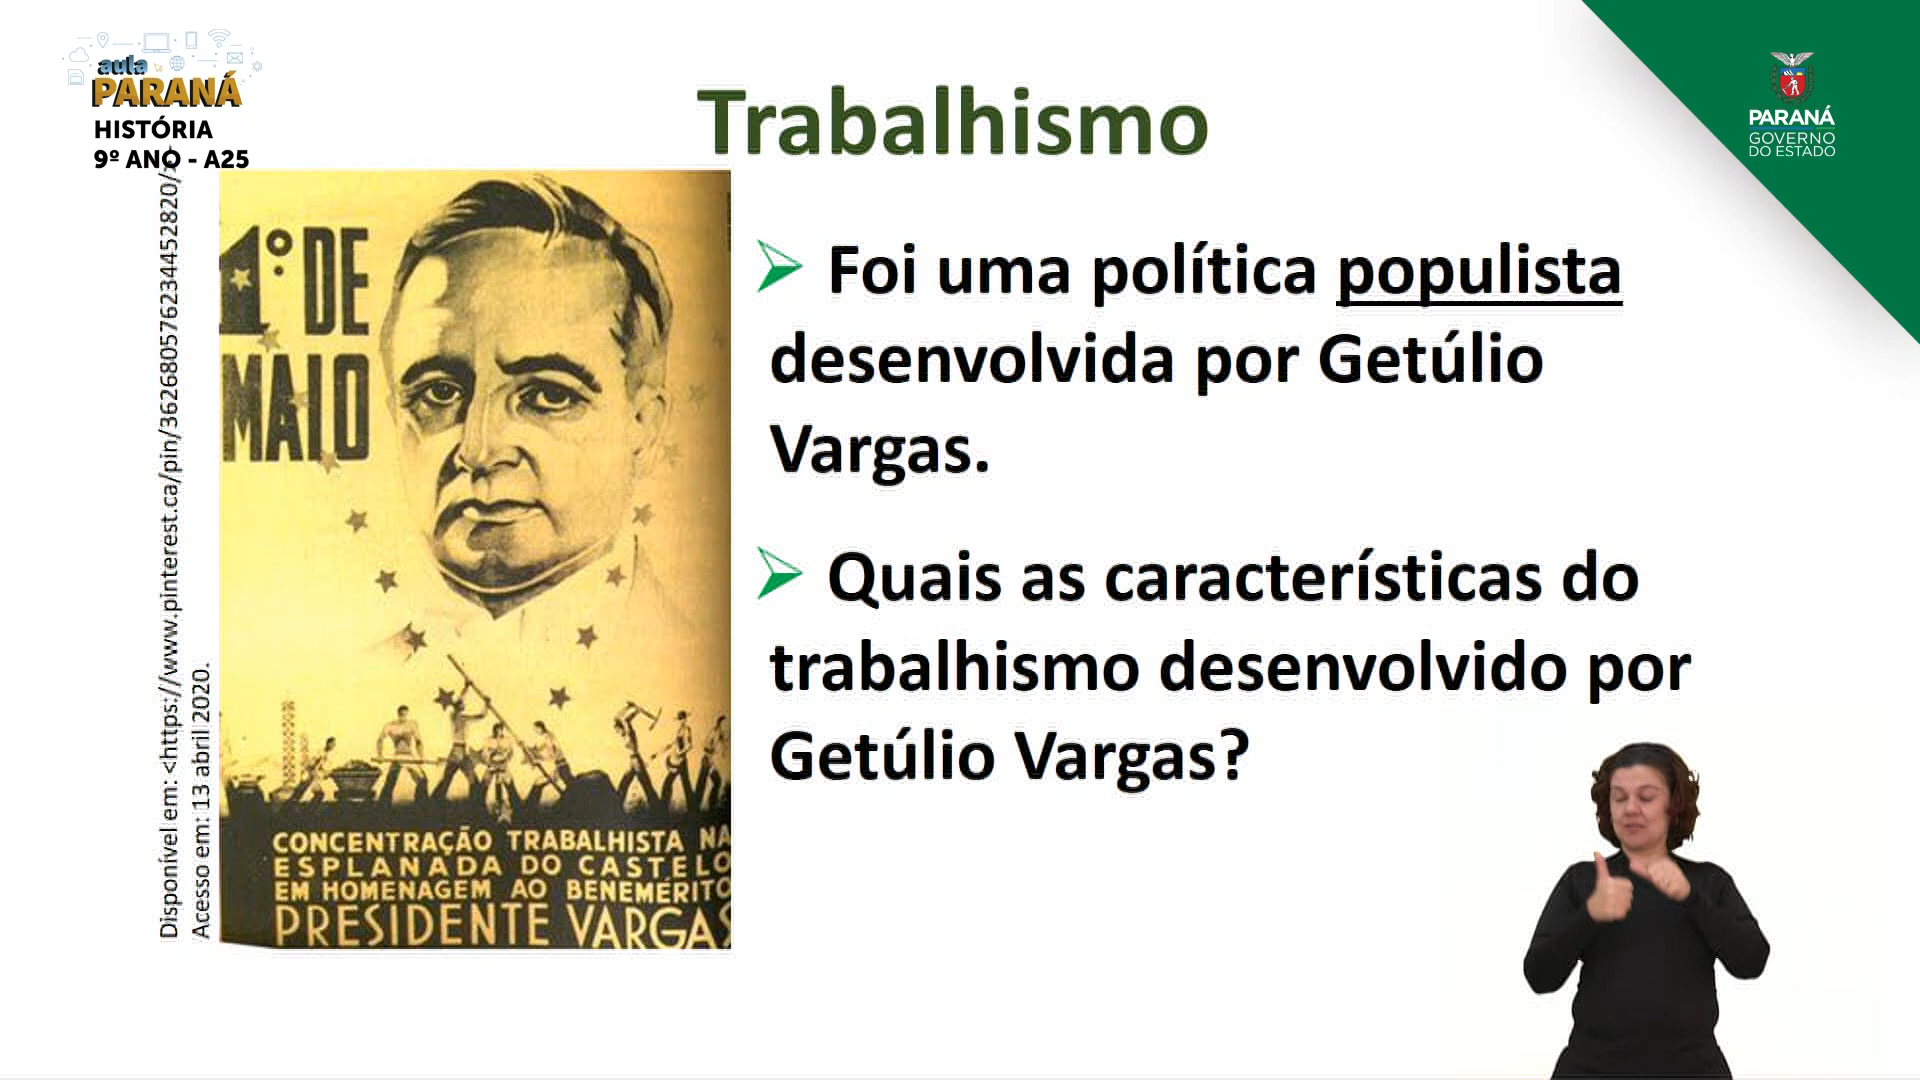 aula
PARANÁ
HISTÓRIA
9º ANO - A25
Trabalhismo
PARANÁ
GOVERNO
DO ESTADO
Disponível em: <https://www.pinterest.ca/pin/362680576234452820/
Acesso em: 13 abril 2020.
1º DE
MAIO
CONCENTRAÇÃO TRABALHISTA NA
ESPLANADA DO CASTELO
EM HOMENAGEM AO BENEMÉRITO
PRESIDENTE VARGAS
➢ Foi uma política populista
desenvolvida por Getúlio
Vargas.
➢ Quais as características do
trabalhismo desenvolvido por
Getúlio Vargas?